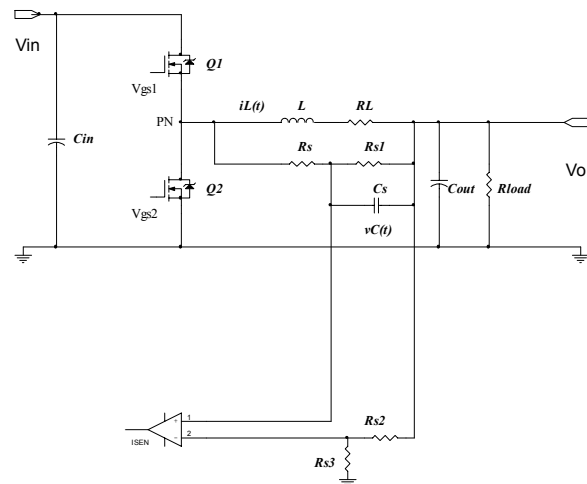 Vin
Q1
Vgs1
PN
iL(t) L RL
Rs Rs1
Cin
Cs
vC(t)
Q2
Vgs2
Cout
Rload
Vo
+ 1
- 2
ISEN
Rs2
Rs3